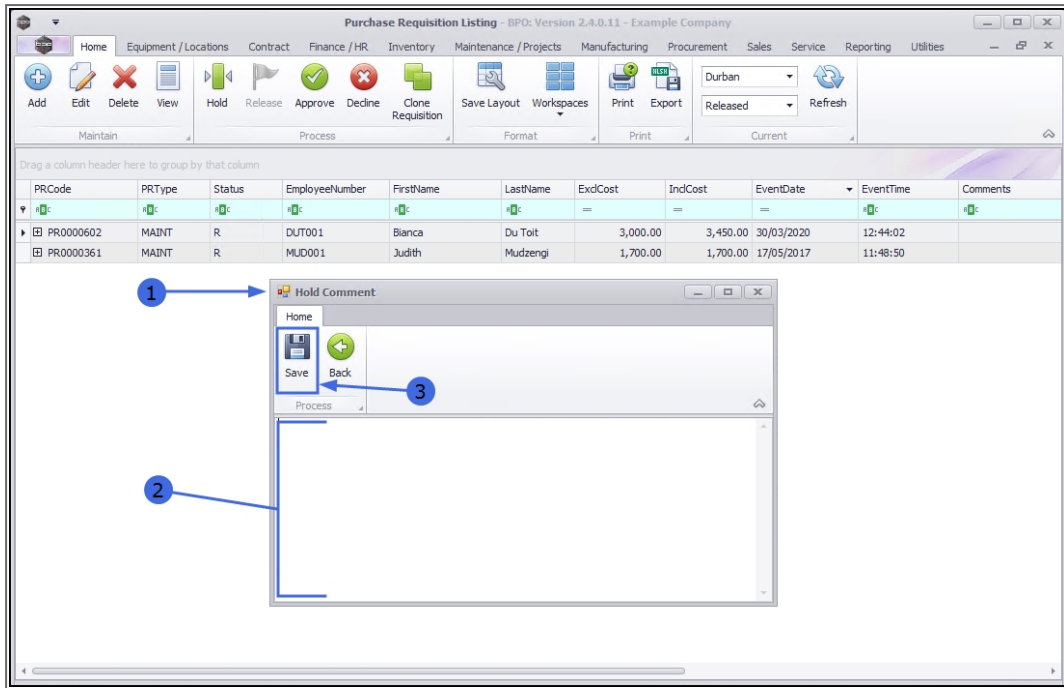 Purchase Requisition Listing - BPO: Version 2.4.0.11 - Example Company
Home Equipment / Locations Contract Finance / HR Inventory Maintenance / Projects Manufacturing Procurement Sales Service Reporting Utilities
Add Edit Delete View Hold Release Approve Decline Clone Requisition Save Layout Workspaces Print Export Durban Released Refresh
Maintain Process Format Print Current
Drag a column header here to group by that column
PRCode PRType Status EmployeeNumber FirstName LastName ExclCost InclCost EventDate EventTime Comments
PR0000602 MAINT R DUT001 Bianca Du Toit 3,000.00 3,450.00 30/03/2020 12:44:02
PR0000361 MAINT R MUD001 Judith Mudzengi 1,700.00 1,700.00 17/05/2017 11:48:50
1 Hold Comment
Home
Save Back
3
Process
2